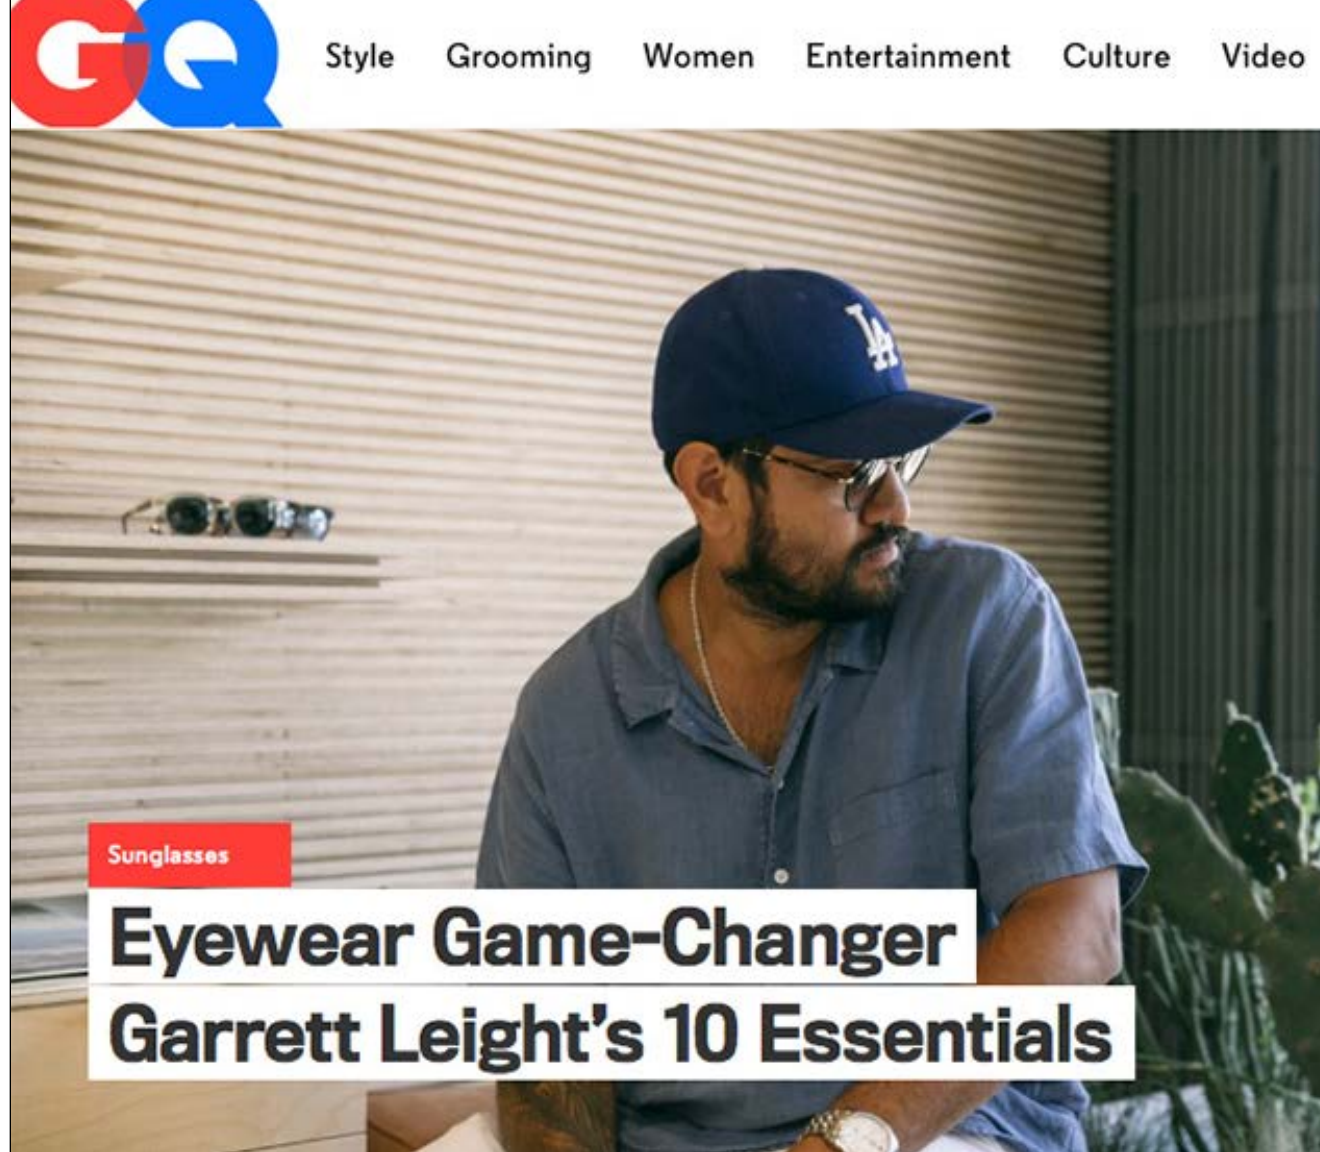 GQ
Style Grooming Women Entertainment Culture Video
LA
Sunglasses
Eyewear Game-Changer
Garrett Leight's 10 Essentials